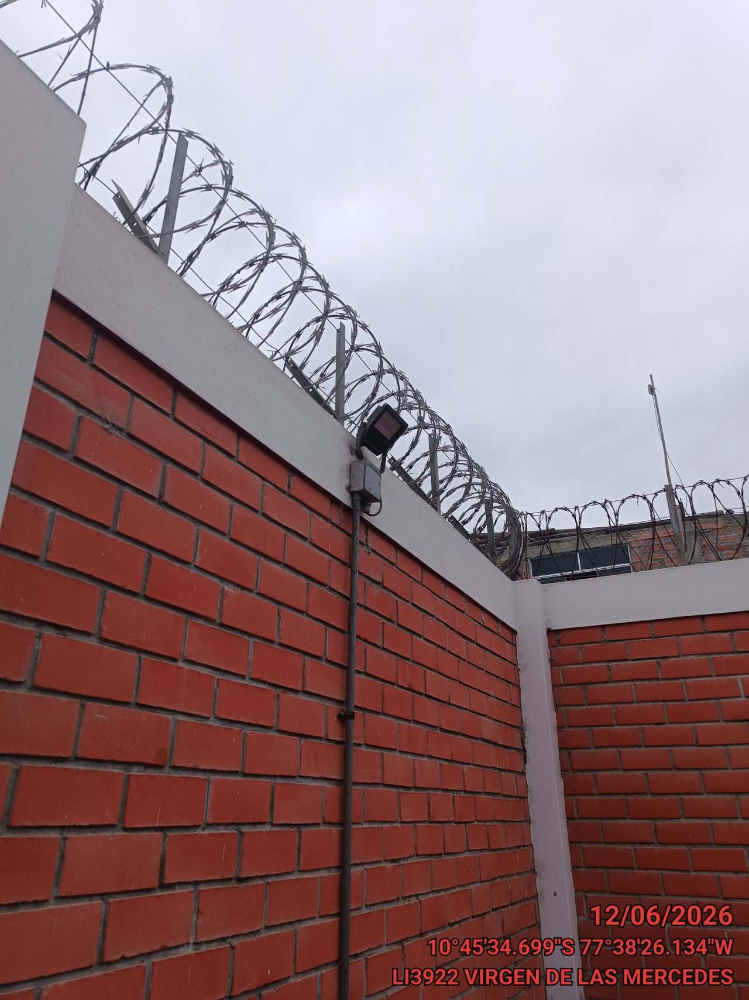 12/06/2026
10°45'34.699"S 77°38'26.134"W
LI3922 VIRGEN DE LAS MERCEDES